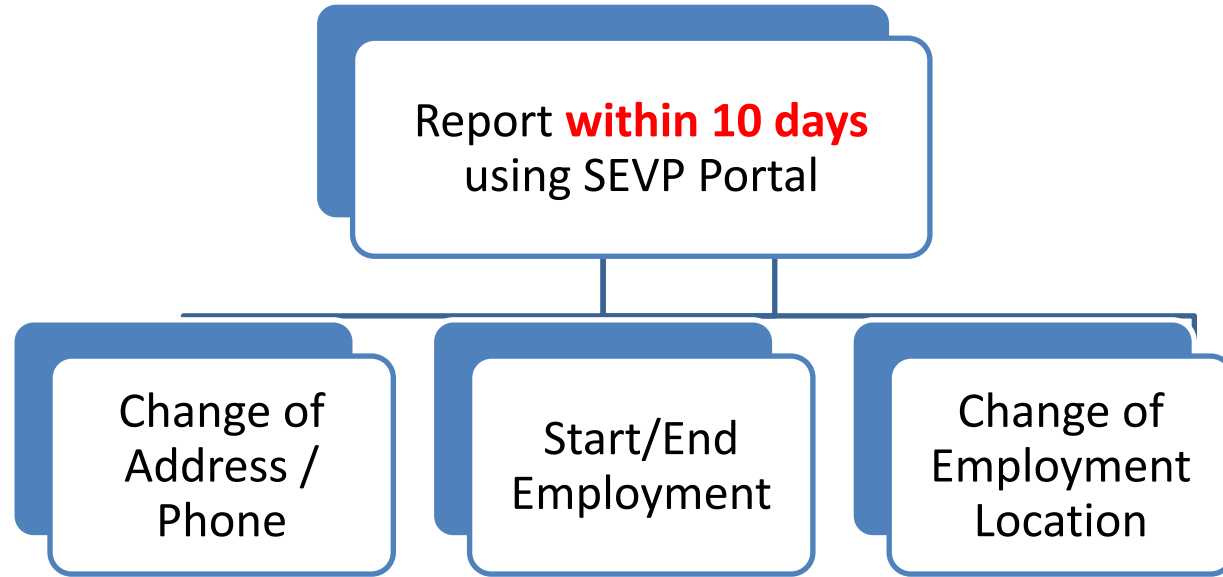 Report within 10 days
using SEVP Portal
Change of
Address /
Phone
Start/End
Employment
Change of
Employment
Location